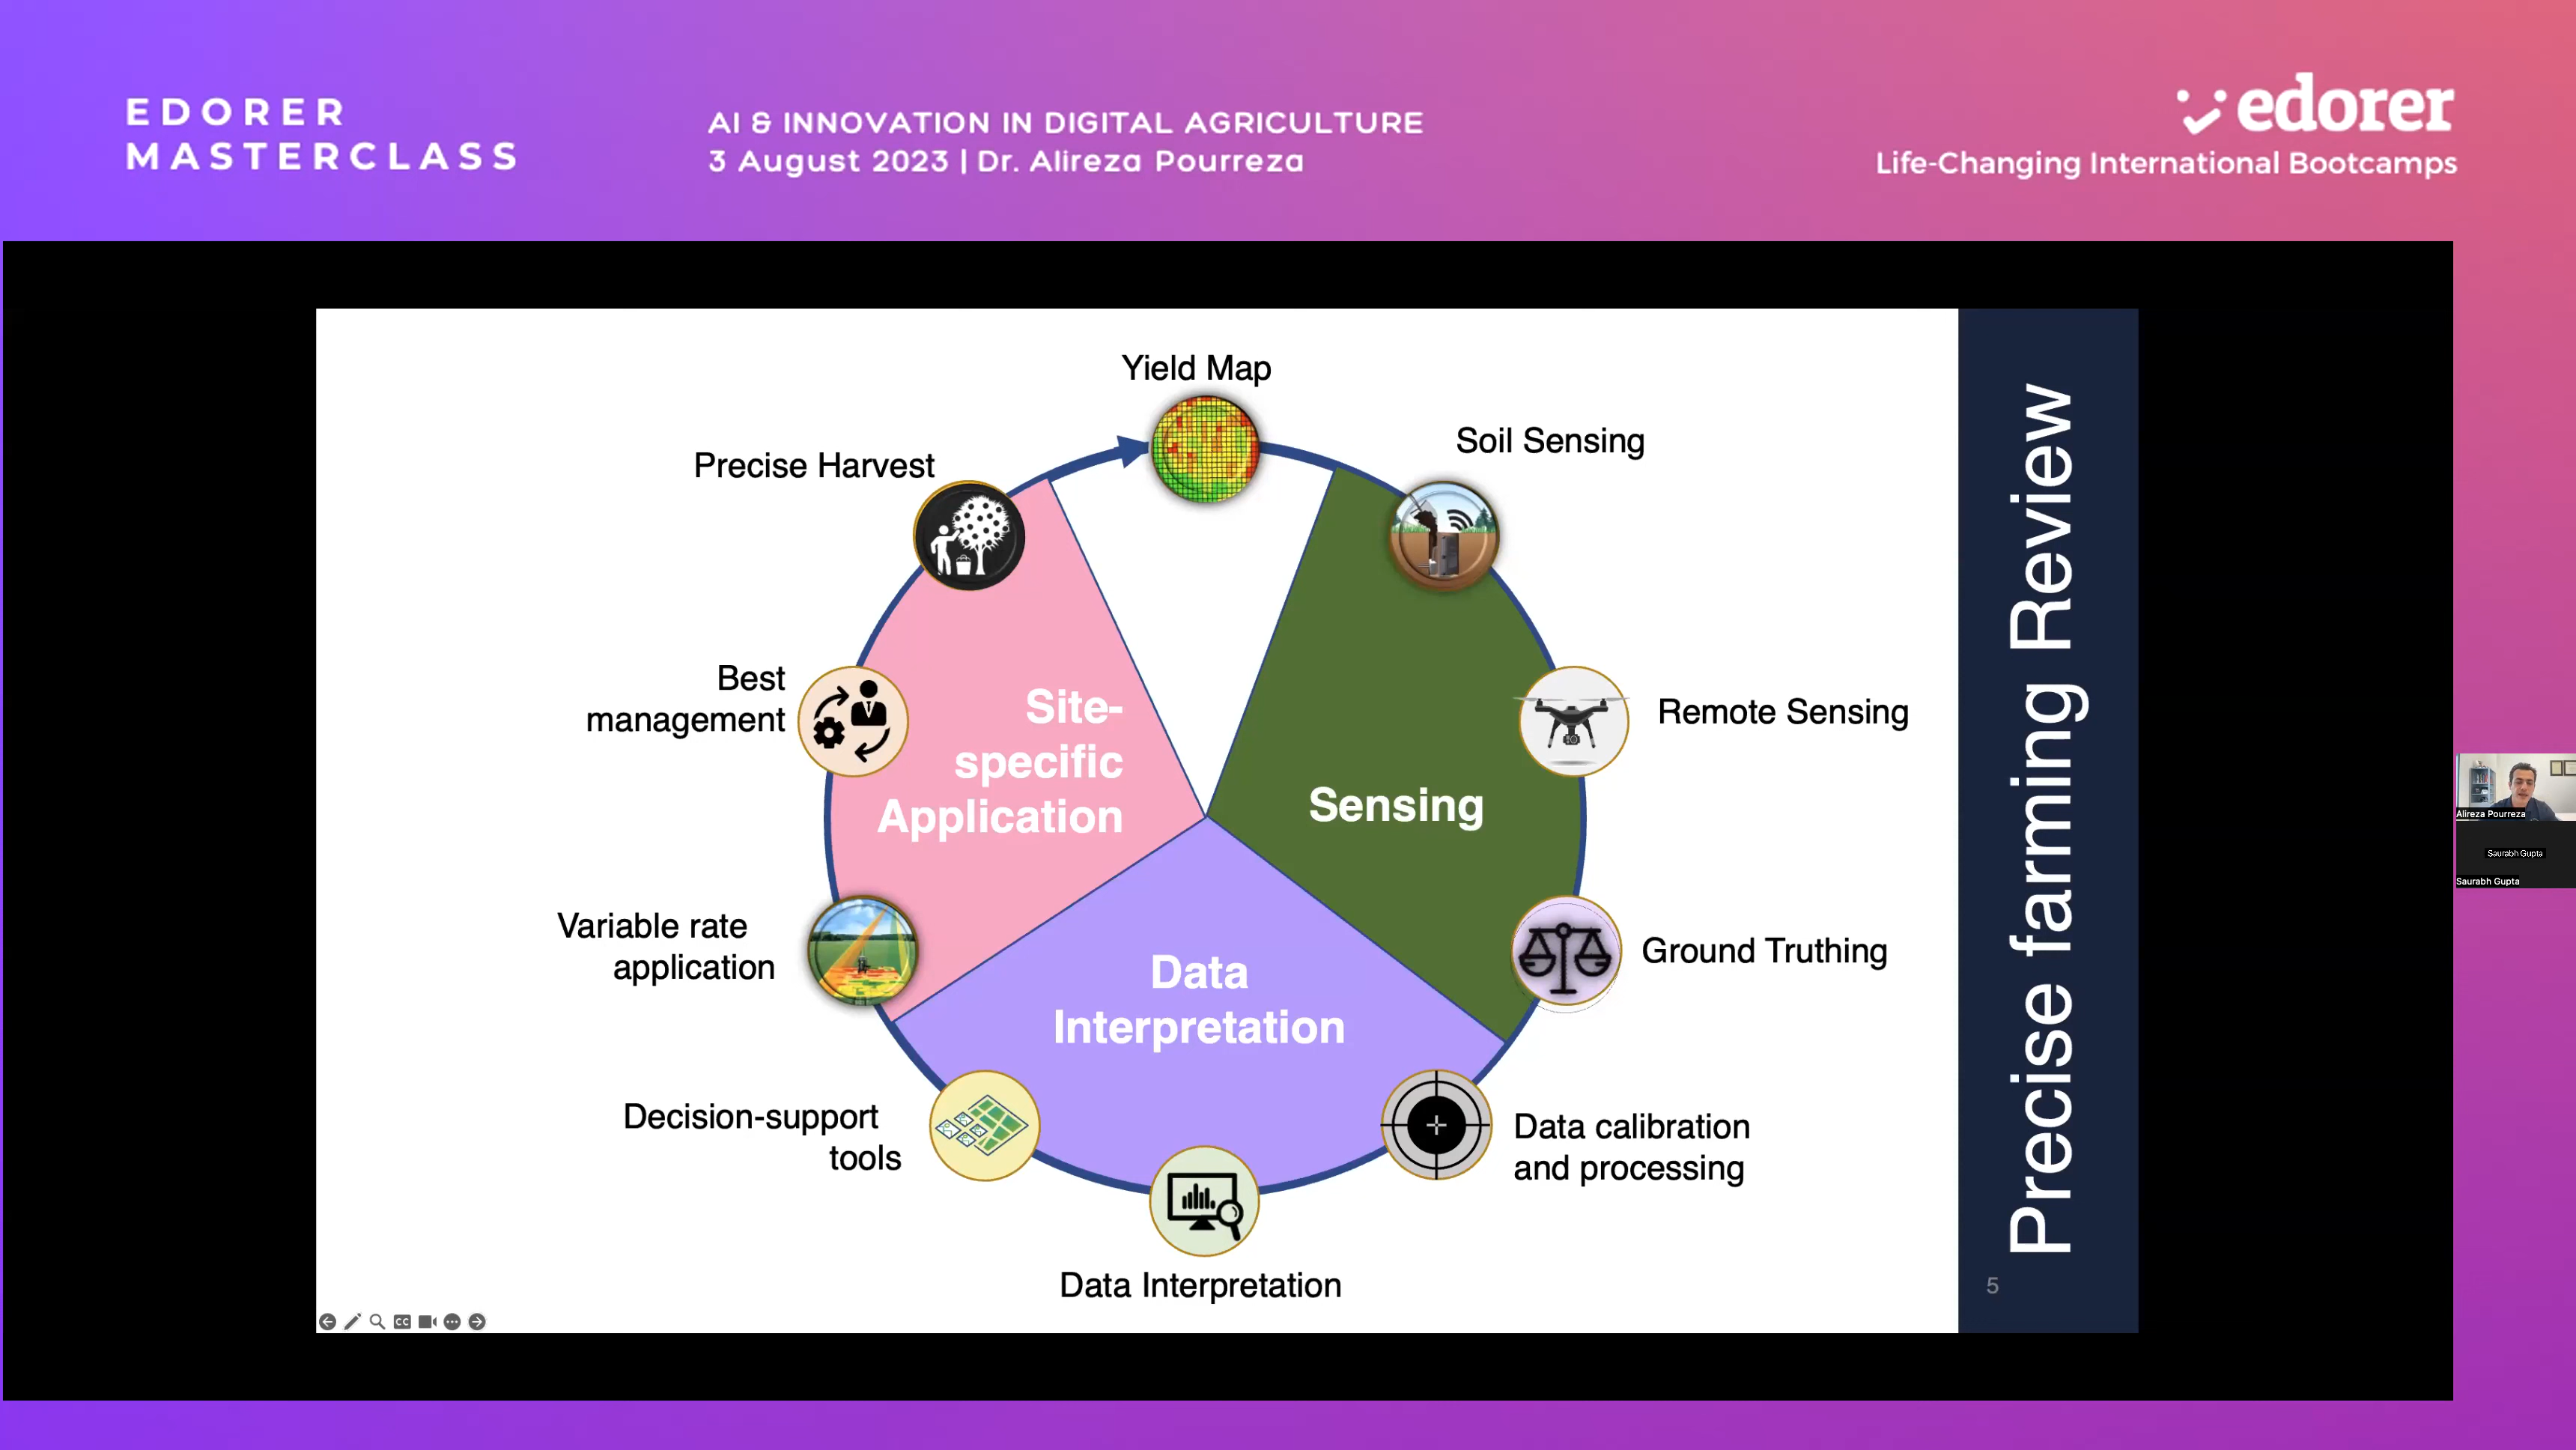 EDORER
MASTERCLASS
AI & INNOVATION IN DIGITAL AGRICULTURE
3 August 2023 | Dr. Alireza Pourreza
edorer
Life-Changing International Bootcamps
Yield Map
Soil Sensing
Precise Harvest
Remote Sensing
Best
management
Site-
specific
Application
Sensing
Ground Truthing
Variable rate
application
Data
Interpretation
Decision-support
tools
Data calibration
and processing
Data Interpretation
Precise farming Review
5
CC
Alireza Pourreza
Saurabh Gupta
Saurabh Gupta